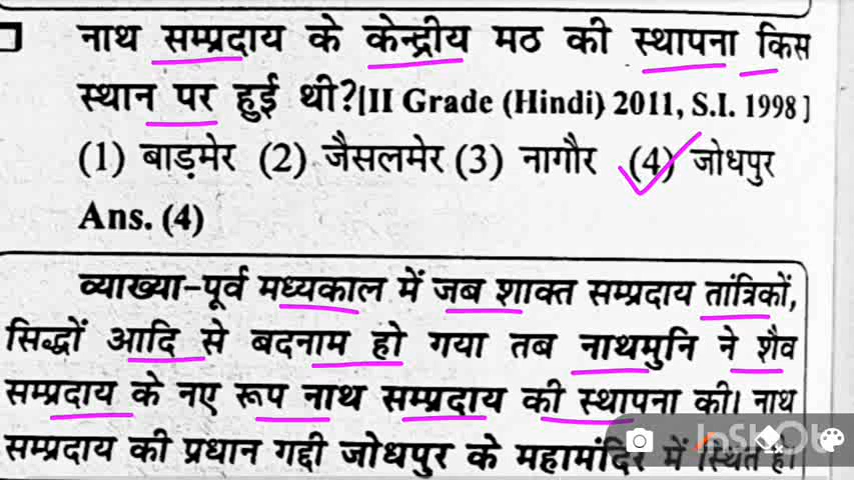 नाथ सम्प्रदाय के केन्द्रीय मठ की स्थापना किस
स्थान पर हुई थी?[II Grade (Hindi) 2011, S.I. 1998]
(1) बाड़मेर (2) जैसलमेर (3) नागौर (4) जोधपुर
Ans. (4)
व्याख्या-पूर्व मध्यकाल में जब शाक्त सम्प्रदाय तांत्रिकों,
सिद्धों आदि से बदनाम हो गया तब नाथमुनि ने शैव
सम्प्रदाय के नए रूप नाथ सम्प्रदाय की स्थापना की। नाथ
सम्प्रदाय की प्रधान गद्दी जोधपुर के महामंदिर में स्थित है।
InShOt